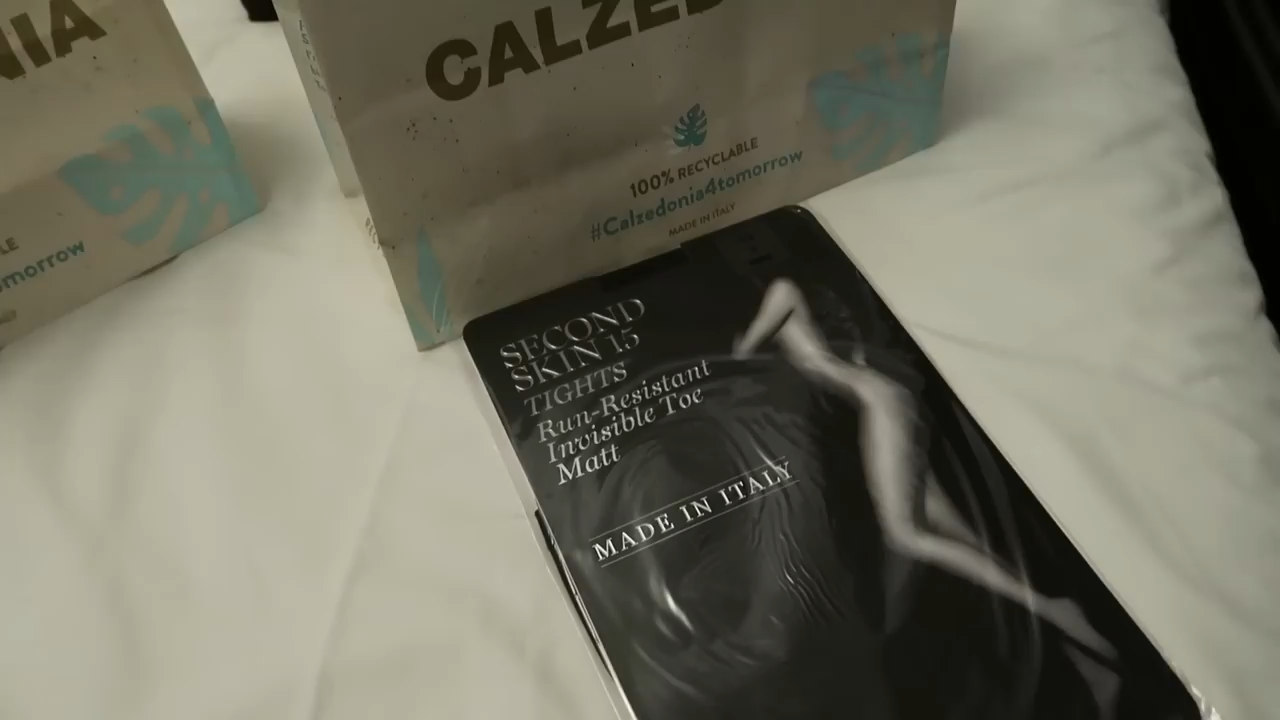 NIA
LE
omorrow
CALZED
100% RECYCLABLE
#Calzedonia4tomorrow
MADE IN ITALY
SECOND
SKIN 15
TIGHTS
Run-Resistant
Invisible Toe
Matt
MADE IN ITALY